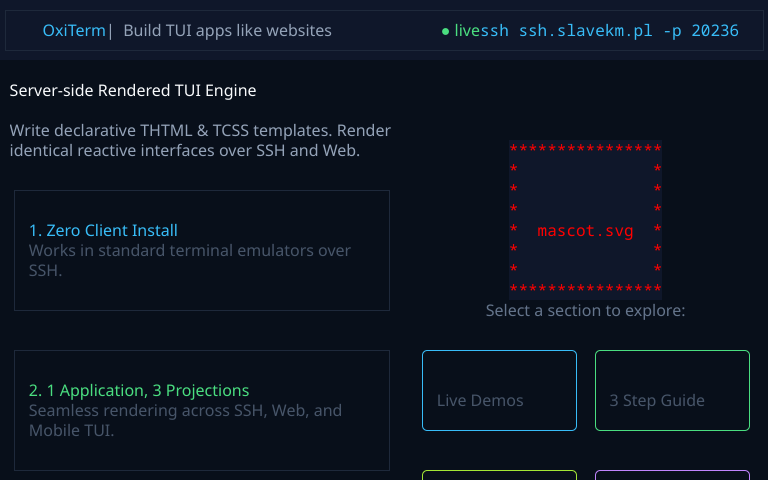 OxiTerm| Build TUI apps like websites
● livessh ssh.slavekm.pl -p 20236
Server-side Rendered TUI Engine
Write declarative THTML & TCSS templates. Render
identical reactive interfaces over SSH and Web.
1. Zero Client Install
Works in standard terminal emulators over
SSH.
2. 1 Application, 3 Projections
Seamless rendering across SSH, Web, and
Mobile TUI.
****************
* *
* *
* *
* mascot.svg *
* *
* *
****************
Select a section to explore:
Live Demos
3 Step Guide